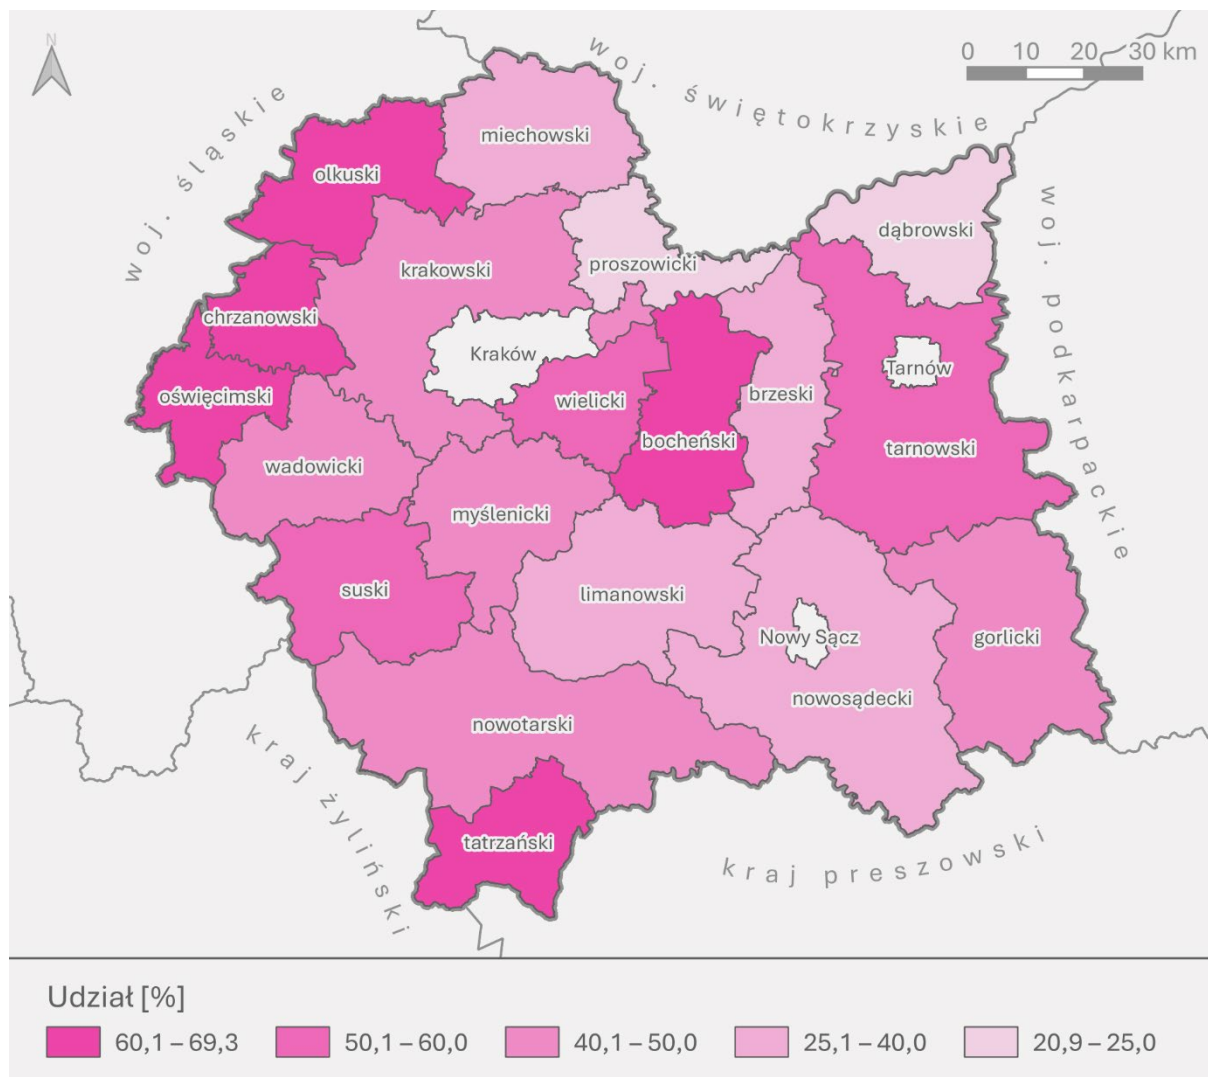 N
0 10 20 30 km
woj. śląskie
woj. świętokrzyskie
woj. podkarpackie
miechowski
olkuski
dąbrowski
proszowicki
krakowski
chrzanowski
Kraków
Tarnów
oświęcimski
wielicki
brzeski
bocheński
tarnowski
wadowicki
myślenicki
suski
limanowski
Nowy Sącz
gorlicki
nowosądecki
nowotarski
tatrzański
kraj żyliński
kraj preszowski
Udział [%]
60,1 – 69,3 50,1 – 60,0 40,1 – 50,0 25,1 – 40,0 20,9 – 25,0